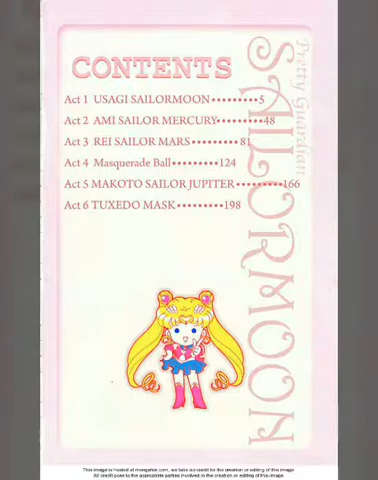 CONTENTS
Act 1 USAGI SAILORMOON•••••••••5
Act 2 AMI SAILOR MERCURY•••••••••48
Act 3 REI SAILOR MARS•••••••••81
Act 4 Masquerade Ball•••••••••124
Act 5 MAKOTO SAILOR JUPITER•••••••••166
Act 6 TUXEDO MASK•••••••••198
Pretty Guardian
SAILORMOON
This image is hosted at mangafox.com, we take no credit for the creation or editing of this image.
All credit goes to the appropriate parties involved in the creation or editing of this image.